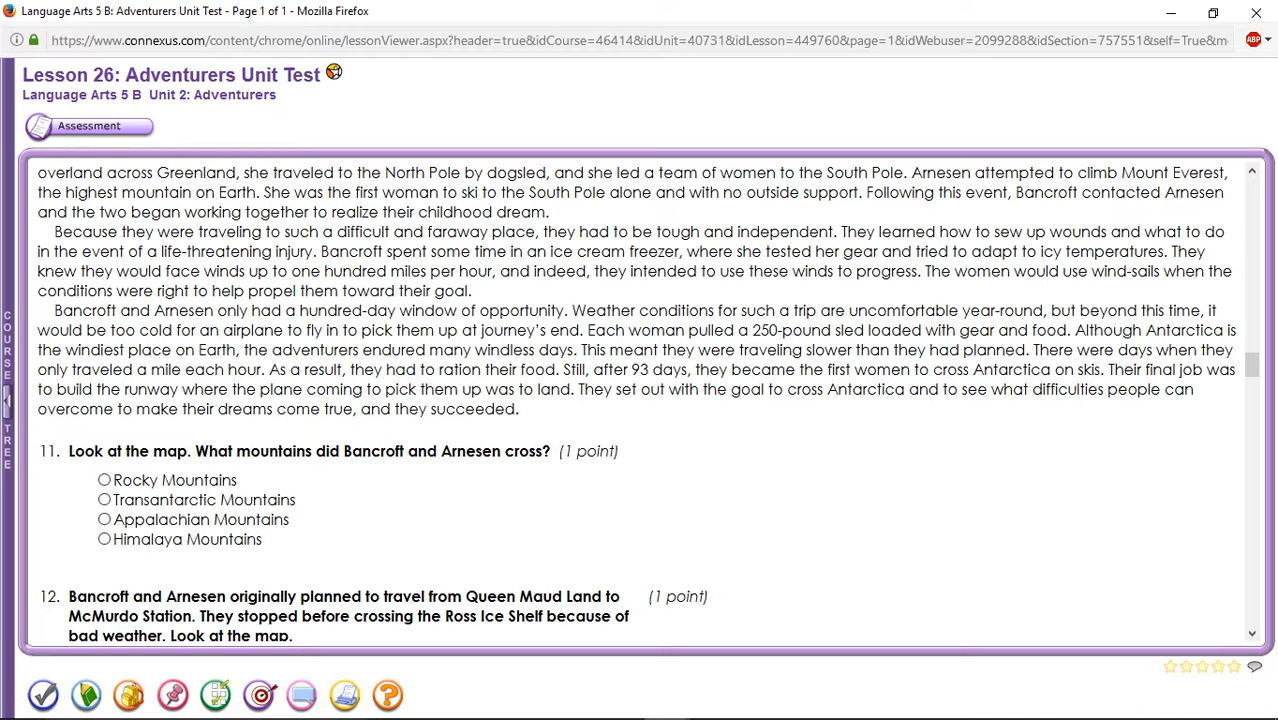 Language Arts 5 B: Adventurers Unit Test - Page 1 of 1 - Mozilla Firefox
https://www.connexus.com/content/chrome/online/lessonViewer.aspx?header=true&idCourse=46414&idUnit=40731&idLesson=449760&page=1&idWebuser=2099288&idSection=757551&self=True&m
ABP
Lesson 26: Adventurers Unit Test
Language Arts 5 B Unit 2: Adventurers
Assessment
COURSE TREE
overland across Greenland, she traveled to the North Pole by dogsled, and she led a team of women to the South Pole. Arnesen attempted to climb Mount Everest,
the highest mountain on Earth. She was the first woman to ski to the South Pole alone and with no outside support. Following this event, Bancroft contacted Arnesen
and the two began working together to realize their childhood dream.
Because they were traveling to such a difficult and faraway place, they had to be tough and independent. They learned how to sew up wounds and what to do
in the event of a life-threatening injury. Bancroft spent some time in an ice cream freezer, where she tested her gear and tried to adapt to icy temperatures. They
knew they would face winds up to one hundred miles per hour, and indeed, they intended to use these winds to progress. The women would use wind-sails when the
conditions were right to help propel them toward their goal.
Bancroft and Arnesen only had a hundred-day window of opportunity. Weather conditions for such a trip are uncomfortable year-round, but beyond this time, it
would be too cold for an airplane to fly in to pick them up at journey's end. Each woman pulled a 250-pound sled loaded with gear and food. Although Antarctica is
the windiest place on Earth, the adventurers endured many windless days. This meant they were traveling slower than they had planned. There were days when they
only traveled a mile each hour. As a result, they had to ration their food. Still, after 93 days, they became the first women to cross Antarctica on skis. Their final job was
to build the runway where the plane coming to pick them up was to land. They set out with the goal to cross Antarctica and to see what difficulties people can
overcome to make their dreams come true, and they succeeded.
11. Look at the map. What mountains did Bancroft and Arnesen cross? (1 point)
Rocky Mountains
Transantarctic Mountains
Appalachian Mountains
Himalaya Mountains
12. Bancroft and Arnesen originally planned to travel from Queen Maud Land to (1 point)
McMurdo Station. They stopped before crossing the Ross Ice Shelf because of
bad weather. Look at the map.